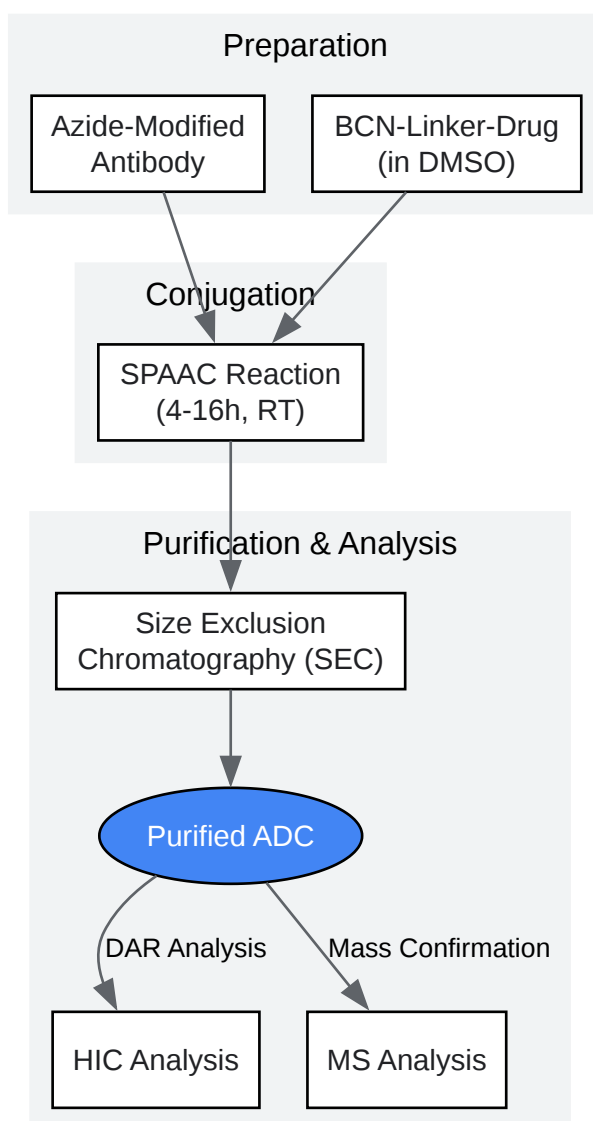 Preparation
Azide-Modified
Antibody
BCN-Linker-Drug
(in DMSO)
Conjugation
SPAAC Reaction
(4-16h, RT)
Purification & Analysis
Size Exclusion
Chromatography (SEC)
Purified ADC
DAR Analysis
Mass Confirmation
HIC Analysis
MS Analysis